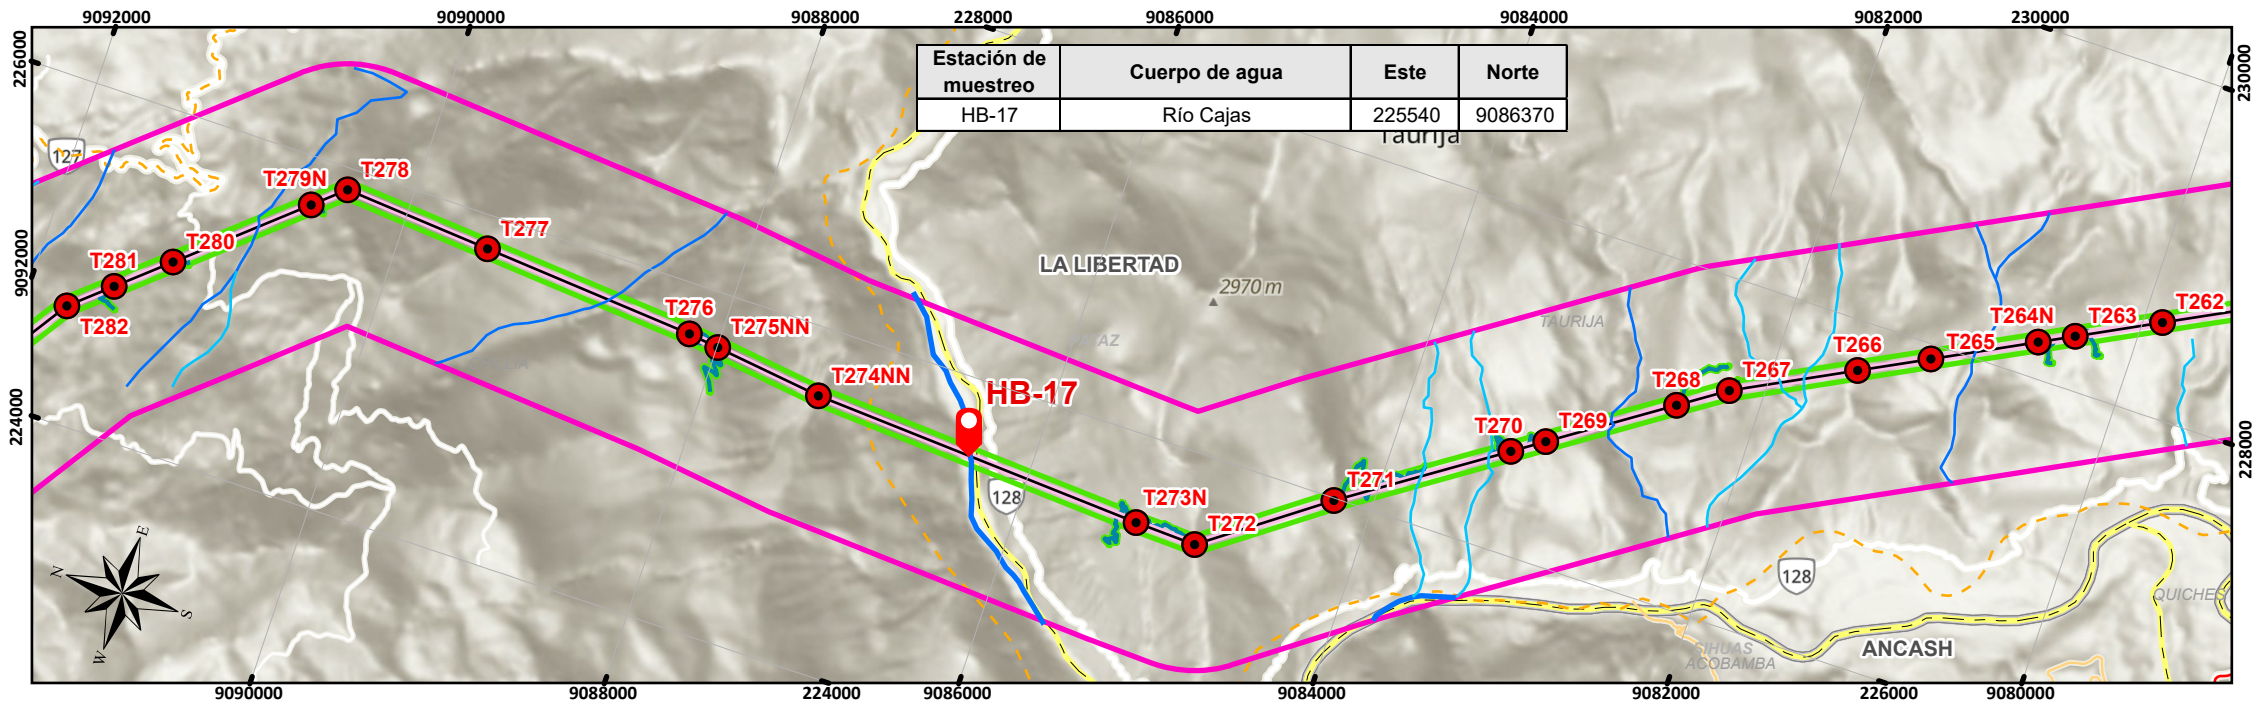 9092000
9090000
9088000
228000
9086000
9084000
9082000
230000
226000
9092000
224000
230000
228000
Estación de muestreo
Cuerpo de agua
Este
Norte
HB-17
Río Cajas
225540
9086370
Taurija
127
T279N
T278
T280
T281
T282
T277
T276
T275NN
T274NN
HB-17
LA LIBERTAD
2970 m
TAURIJA
128
T273N
T272
T271
T270
T269
T268
T267
T266
T265
T264N
T263
T262
128
QUICHES
SIHUAS
ACOBAMBA
ANCASH
N
E
S
W
9090000
9088000
224000
9086000
9084000
9082000
226000
9080000